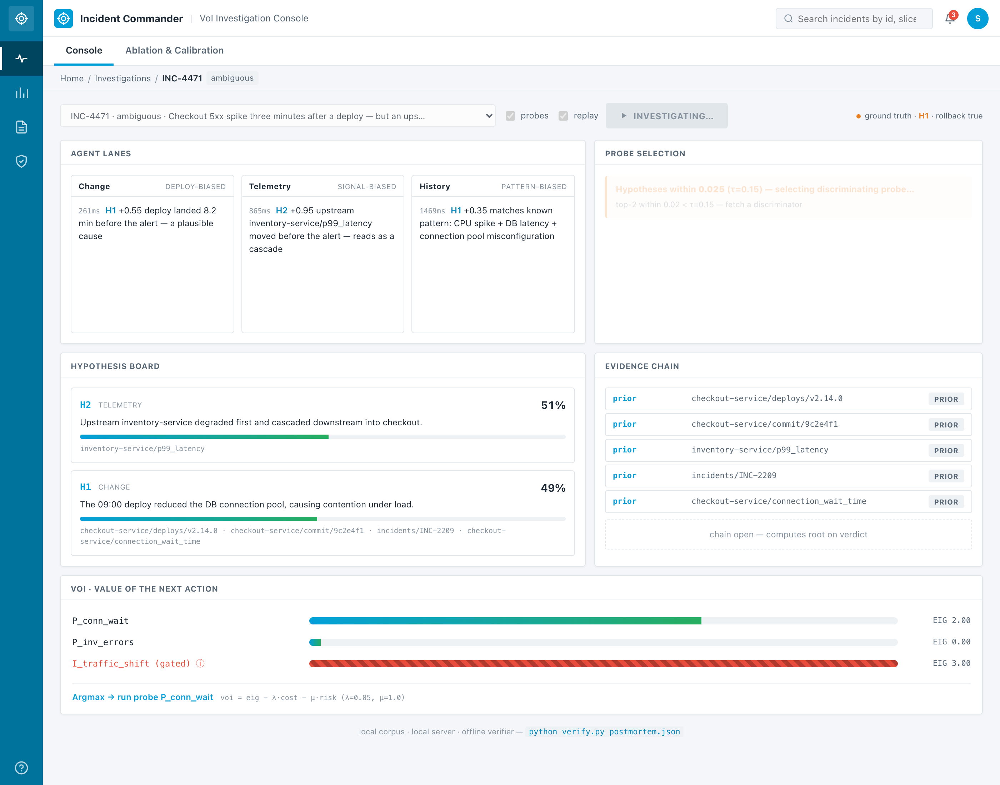 Incident Commander
VoI Investigation Console
Search incidents by id, slice
3
S
Console
Ablation & Calibration
Home / Investigations / INC-4471 ambiguous
INC-4471 · ambiguous · Checkout 5xx spike three minutes after a deploy — but an ups...
probes
replay
INVESTIGATING...
ground truth · H1 · rollback true
AGENT LANES
Change DEPLOY-BIASED
261ms H1 +0.55 deploy landed 8.2
min before the alert — a plausible
cause
Telemetry SIGNAL-BIASED
865ms H2 +0.95 upstream
inventory-service/p99_latency
moved before the alert — reads as a
cascade
History PATTERN-BIASED
1469ms H1 +0.35 matches known
pattern: CPU spike + DB latency +
connection pool misconfiguration
PROBE SELECTION
Hypotheses within 0.025 (τ=0.15) — selecting discriminating probe...
top-2 within 0.02 < τ=0.15 — fetch a discriminator
HYPOTHESIS BOARD
H2 TELEMETRY 51%
Upstream inventory-service degraded first and cascaded downstream into checkout.
inventory-service/p99_latency
H1 CHANGE 49%
The 09:00 deploy reduced the DB connection pool, causing contention under load.
checkout-service/deploys/v2.14.0 · checkout-service/commit/9c2e4f1 · incidents/INC-2209 · checkout-
service/connection_wait_time
EVIDENCE CHAIN
prior checkout-service/deploys/v2.14.0 PRIOR
prior checkout-service/commit/9c2e4f1 PRIOR
prior inventory-service/p99_latency PRIOR
prior incidents/INC-2209 PRIOR
prior checkout-service/connection_wait_time PRIOR
chain open — computes root on verdict
VOI · VALUE OF THE NEXT ACTION
P_conn_wait EIG 2.00
P_inv_errors EIG 0.00
I_traffic_shift (gated) ⓘ EIG 3.00
Argmax → run probe P_conn_wait voi = eig − λ·cost − μ·risk (λ=0.05, μ=1.0)
local corpus · local server · offline verifier — python verify.py postmortem.json